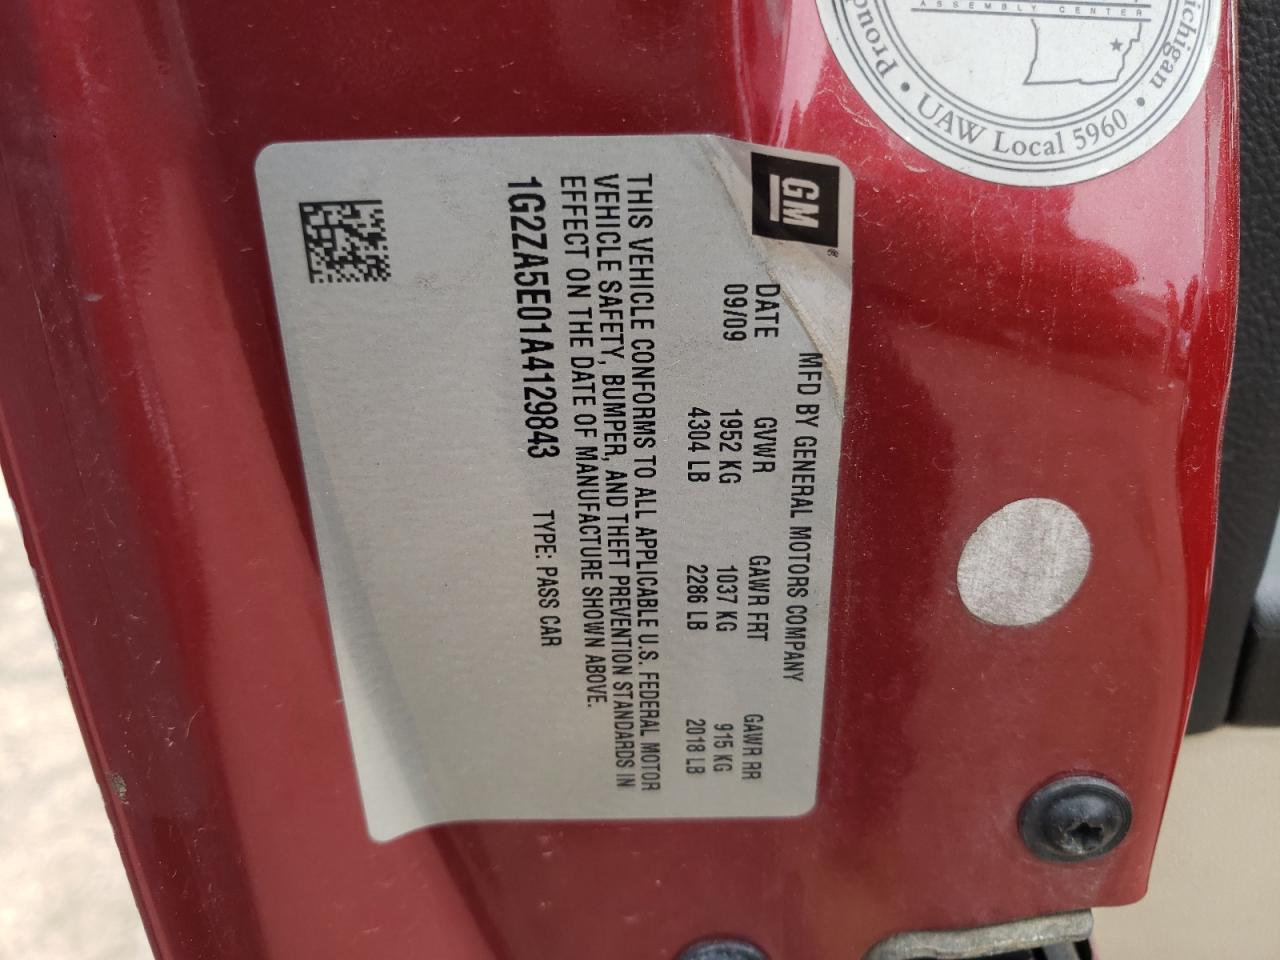 GM®
MFD BY GENERAL MOTORS COMPANY
DATE GVWR GAWR FRT GAWR RR
09/09 1952 KG 1037 KG 915 KG
4304 LB 2286 LB 2018 LB
THIS VEHICLE CONFORMS TO ALL APPLICABLE U.S. FEDERAL MOTOR
VEHICLE SAFETY, BUMPER, AND THEFT PREVENTION STANDARDS IN
EFFECT ON THE DATE OF MANUFACTURE SHOWN ABOVE.
1G2ZA5E01A4129843 TYPE: PASS CAR
ASSEMBLY CENTER
• UAW Local 5960 •